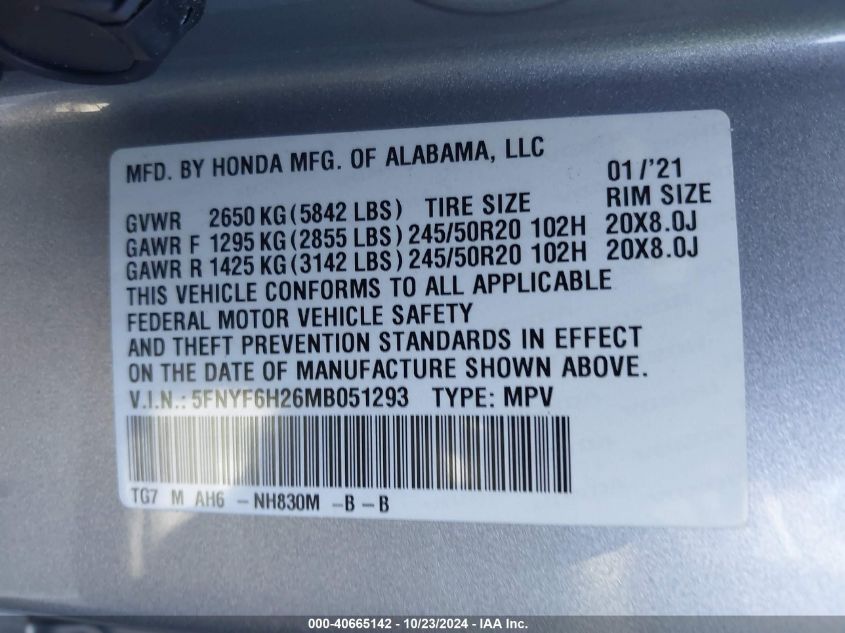 MFD. BY HONDA MFG. OF ALABAMA, LLC 01/'21
GVWR 2650 KG (5842 LBS) TIRE SIZE RIM SIZE
GAWR F 1295 KG (2855 LBS) 245/50R20 102H 20X8.0J
GAWR R 1425 KG (3142 LBS) 245/50R20 102H 20X8.0J
THIS VEHICLE CONFORMS TO ALL APPLICABLE
FEDERAL MOTOR VEHICLE SAFETY
AND THEFT PREVENTION STANDARDS IN EFFECT
ON THE DATE OF MANUFACTURE SHOWN ABOVE.
V.I.N.: 5FNYF6H26MB051293 TYPE: MPV
TG7 M AH6 - NH830M - B - B
000-40665142 - 10/23/2024 - IAA Inc.